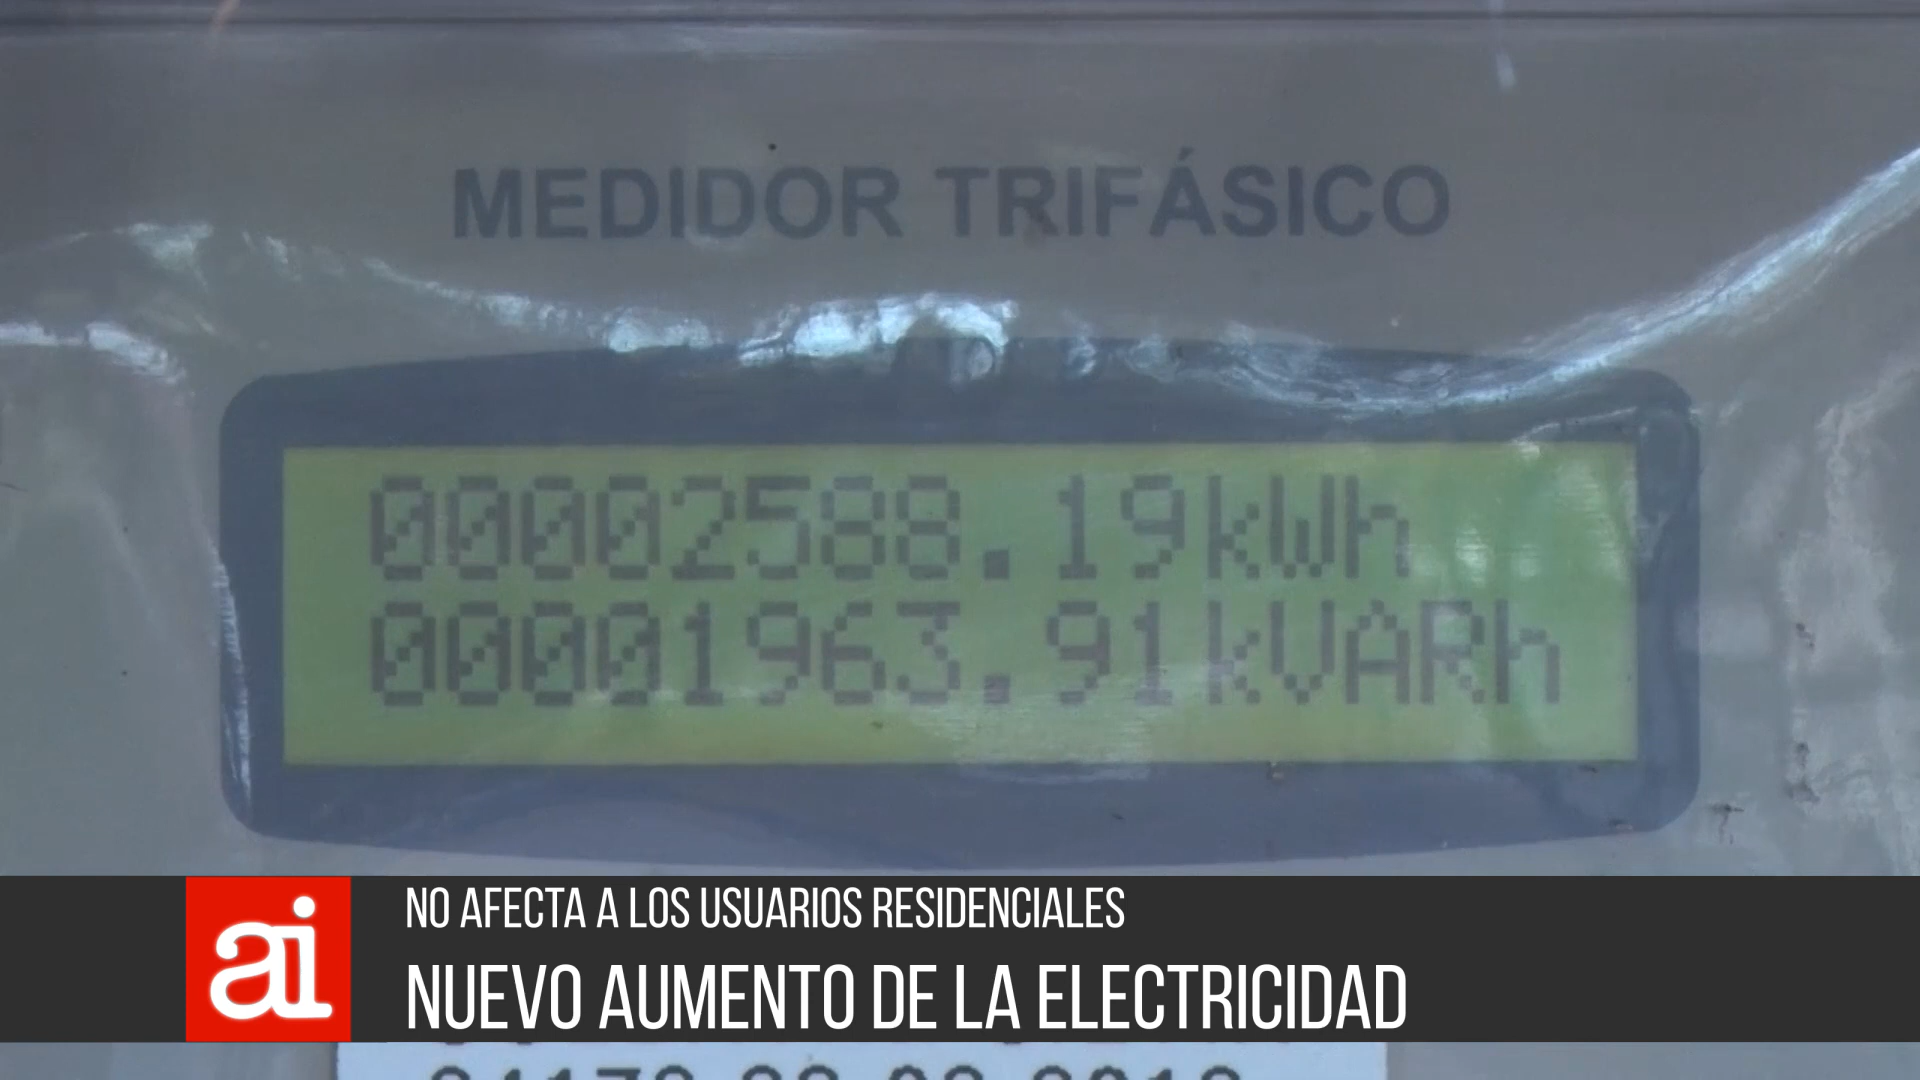 MEDIDOR TRIFÁSICO
00002588.19kWh
00001963.91kVARh
NO AFECTA A LOS USUARIOS RESIDENCIALES
ai
NUEVO AUMENTO DE LA ELECTRICIDAD